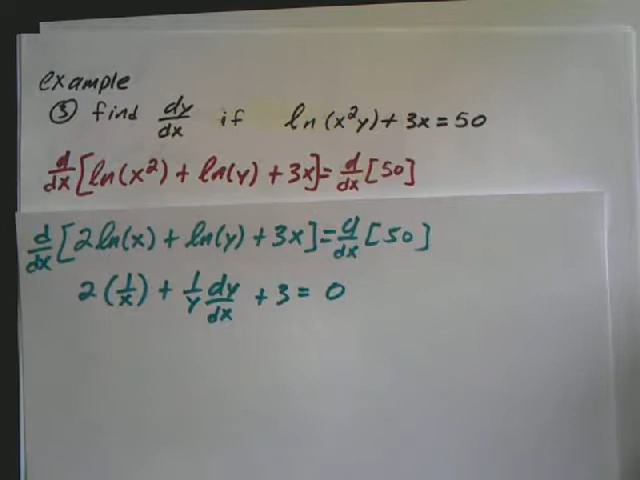 example
③ find dy/dx if ln(x²y) + 3x = 50
d/dx [ln(x²) + ln(y) + 3x] = d/dx [50]
d/dx [2ln(x) + ln(y) + 3x] = d/dx [50]
2(1/x) + 1/y dy/dx + 3 = 0